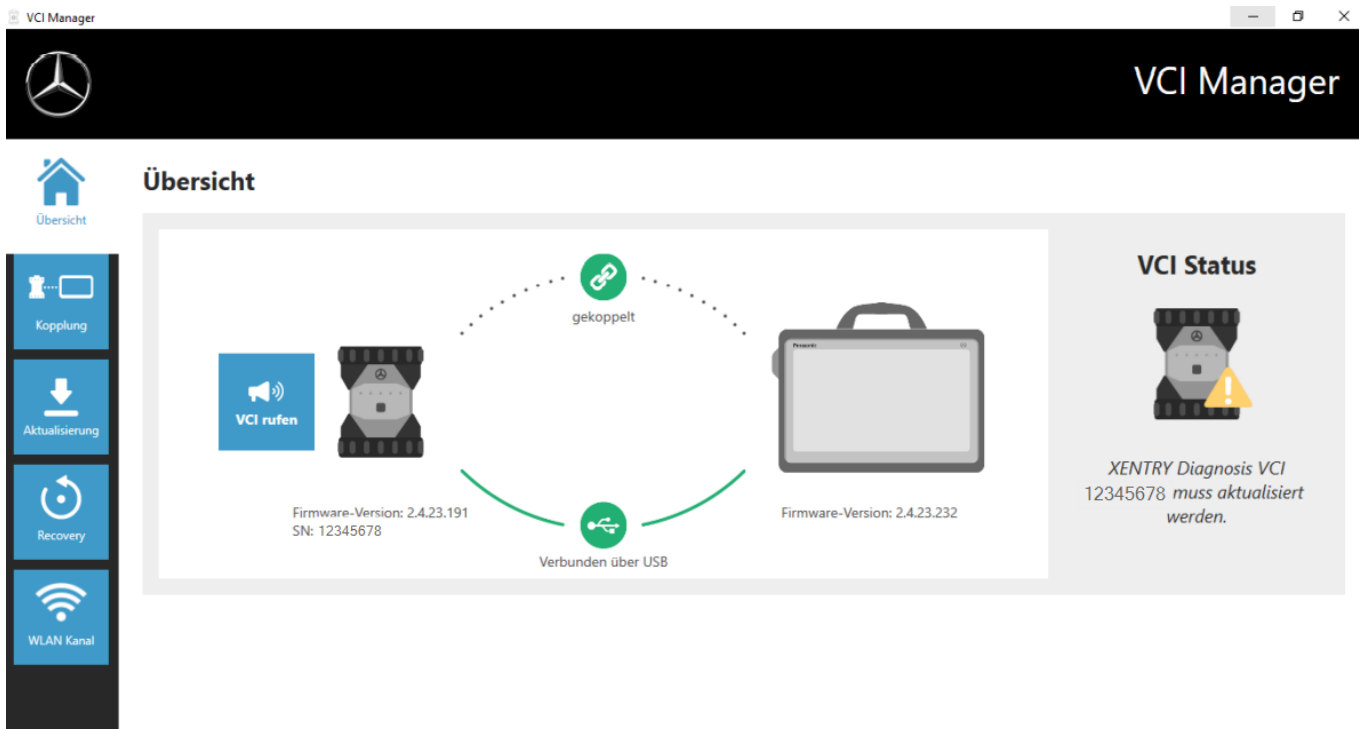 VCI Manager
VCI Manager
Übersicht
Kopplung
Aktualisierung
Recovery
WLAN Kanal
Übersicht
gekoppelt
VCI rufen
Firmware-Version: 2.4.23.191
SN: 12345678
Verbunden über USB
Panasonic
Firmware-Version: 2.4.23.232
VCI Status
XENTRY Diagnosis VCI
12345678 muss aktualisiert
werden.